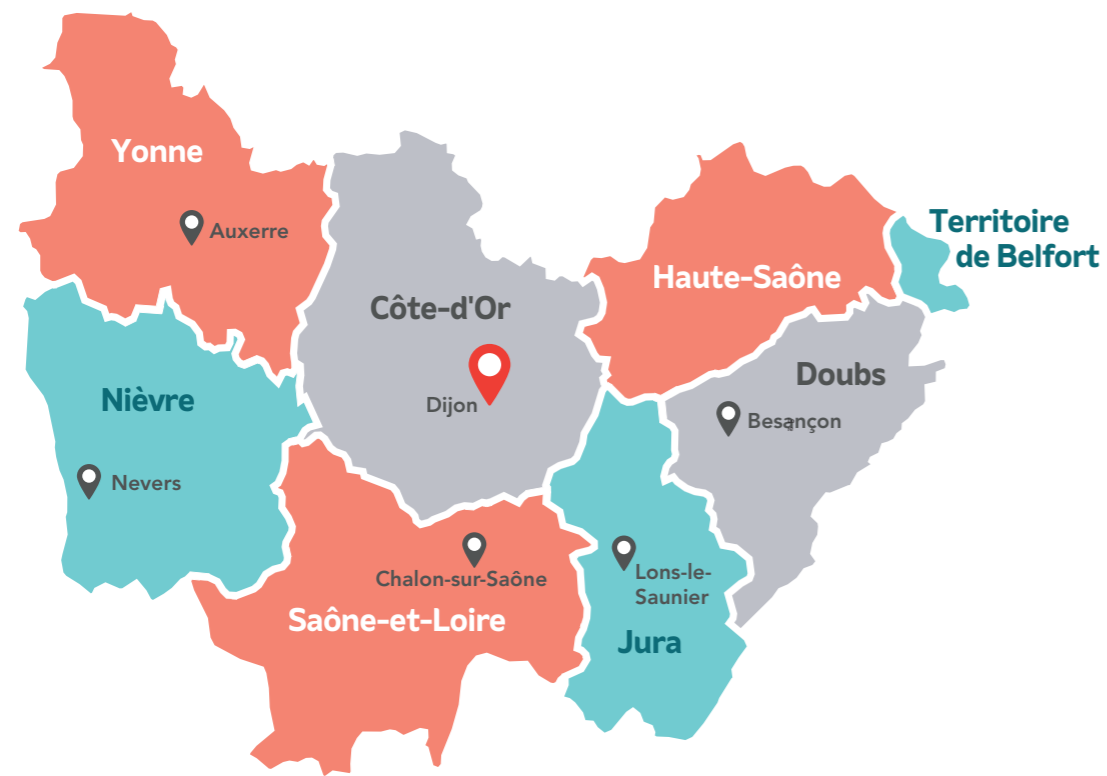 Yonne
Auxerre
Territoire
de Belfort
Haute-Saône
Côte-d'Or
Doubs
Nièvre
Dijon
Besançon
Nevers
Chalon-sur-Saône
Lons-le-
Saunier
Saône-et-Loire
Jura